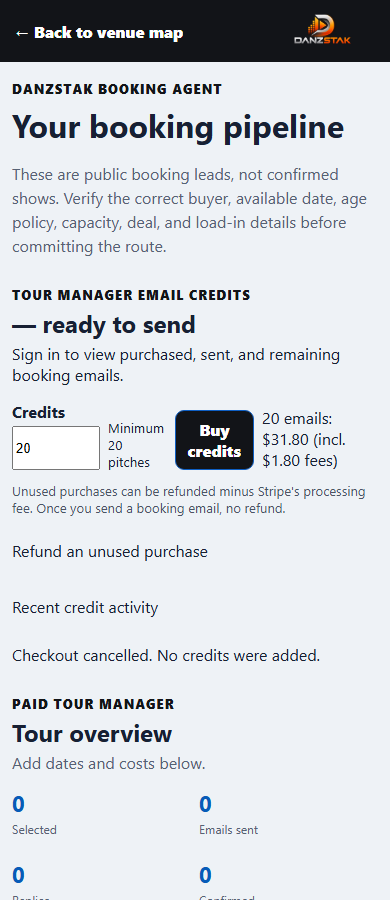 ← Back to venue map
DANZSTAK
DANZSTAK BOOKING AGENT
Your booking pipeline
These are public booking leads, not confirmed
shows. Verify the correct buyer, available date, age
policy, capacity, deal, and load-in details before
committing the route.
TOUR MANAGER EMAIL CREDITS
— ready to send
Sign in to view purchased, sent, and remaining
booking emails.
Credits
20
Minimum
20
pitches
Buy
credits
20 emails:
$31.80 (incl.
$1.80 fees)
Unused purchases can be refunded minus Stripe's processing
fee. Once you send a booking email, no refund.
Refund an unused purchase
Recent credit activity
Checkout cancelled. No credits were added.
PAID TOUR MANAGER
Tour overview
Add dates and costs below.
0
Selected
0
Emails sent
0
0